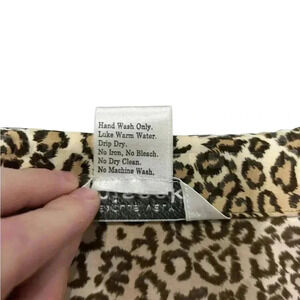 Hand Wash Only.
Luke Warm Water.
Drip Dry.
No Iron, No Bleach.
No Dry Clean.
No Machine Wash.